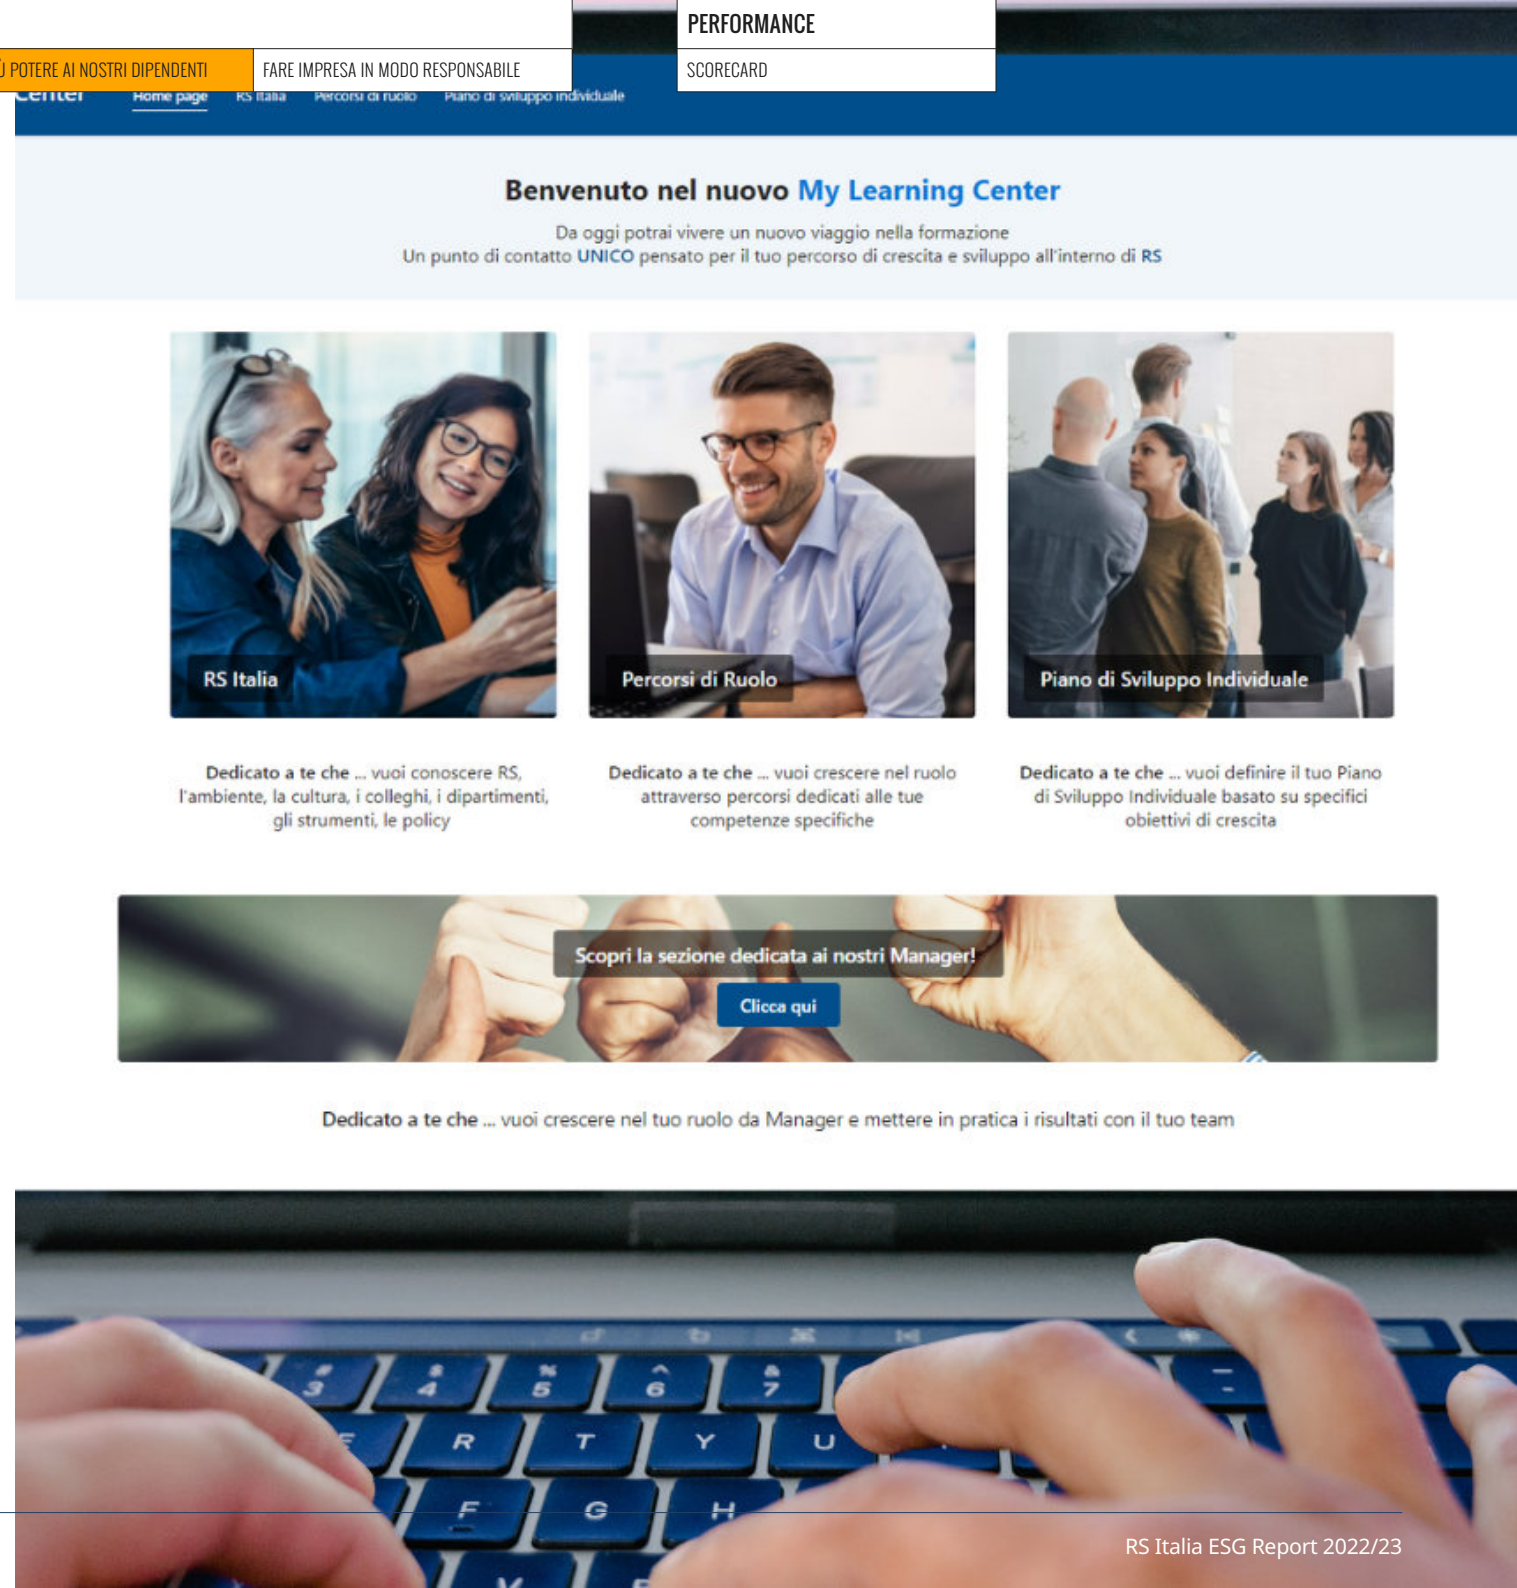 PERFORMANCE
POTERE AI NOSTRI DIPENDENTI
FARE IMPRESA IN MODO RESPONSABILE
SCORECARD
Center
Home page
RS Italia
Percorsi di ruolo
Piano di sviluppo individuale
Benvenuto nel nuovo My Learning Center
Da oggi potrai vivere un nuovo viaggio nella formazione
Un punto di contatto UNICO pensato per il tuo percorso di crescita e sviluppo all'interno di RS
RS Italia
Percorsi di Ruolo
Piano di Sviluppo Individuale
Dedicato a te che ... vuoi conoscere RS,
l'ambiente, la cultura, i colleghi, i dipartimenti,
gli strumenti, le policy
Dedicato a te che ... vuoi crescere nel ruolo
attraverso percorsi dedicati alle tue
competenze specifiche
Dedicato a te che ... vuoi definire il tuo Piano
di Sviluppo Individuale basato su specifici
obiettivi di crescita
Scopri la sezione dedicata ai nostri Manager!
Clicca qui
Dedicato a te che ... vuoi crescere nel tuo ruolo da Manager e mettere in pratica i risultati con il tuo team
# $ % ^ &
3 4 5 6 7
R T Y U
F G H
RS Italia ESG Report 2022/23